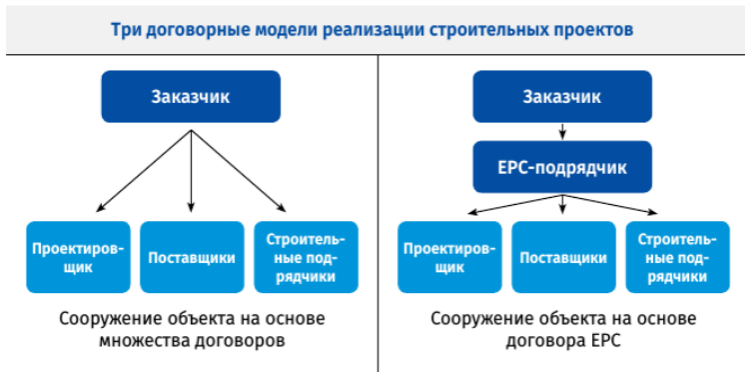 Три договорные модели реализации строительных проектов
Заказчик
Проектиров-
щик
Поставщики
Строитель-
ные под-
рядчики
Сооружение объекта на основе
множества договоров
Заказчик
EPC-подрядчик
Проектиров-
щик
Поставщики
Строитель-
ные под-
рядчики
Сооружение объекта на основе
договора EPC